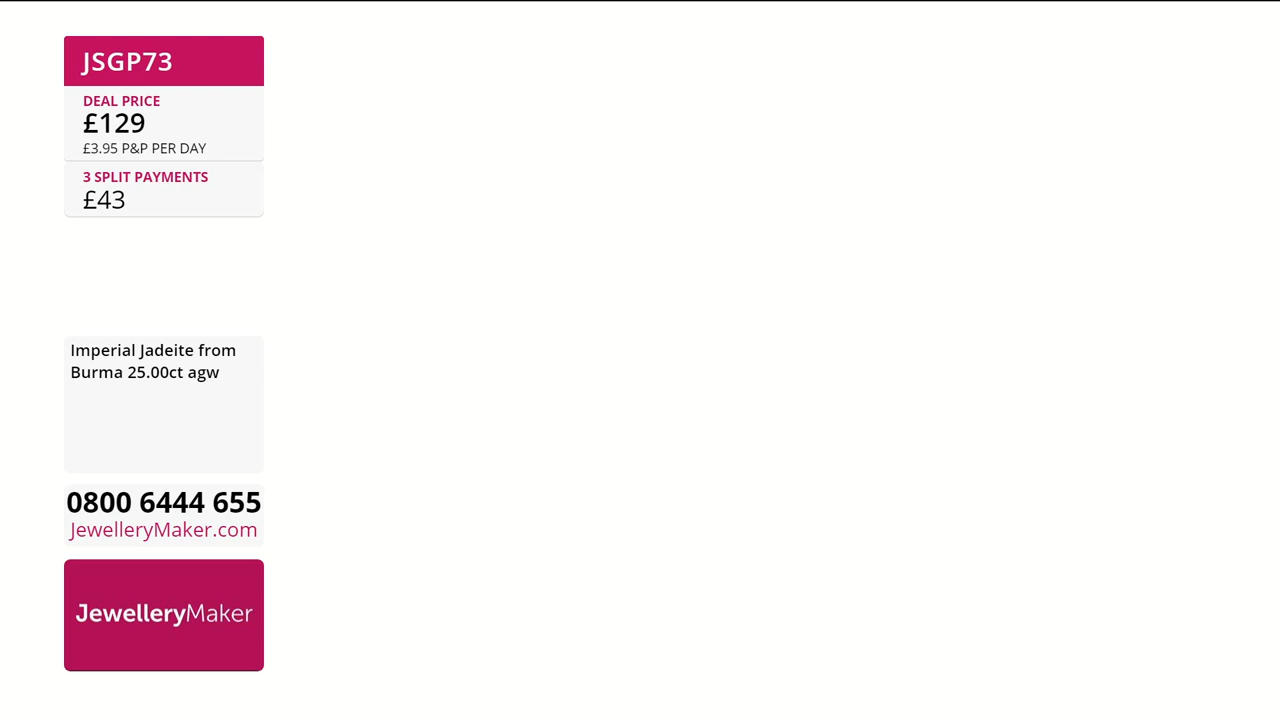 JSGP73
DEAL PRICE
£129
£3.95 P&P PER DAY
3 SPLIT PAYMENTS
£43
Imperial Jadeite from
Burma 25.00ct agw
0800 6444 655
JewelleryMaker.com
JewelleryMaker